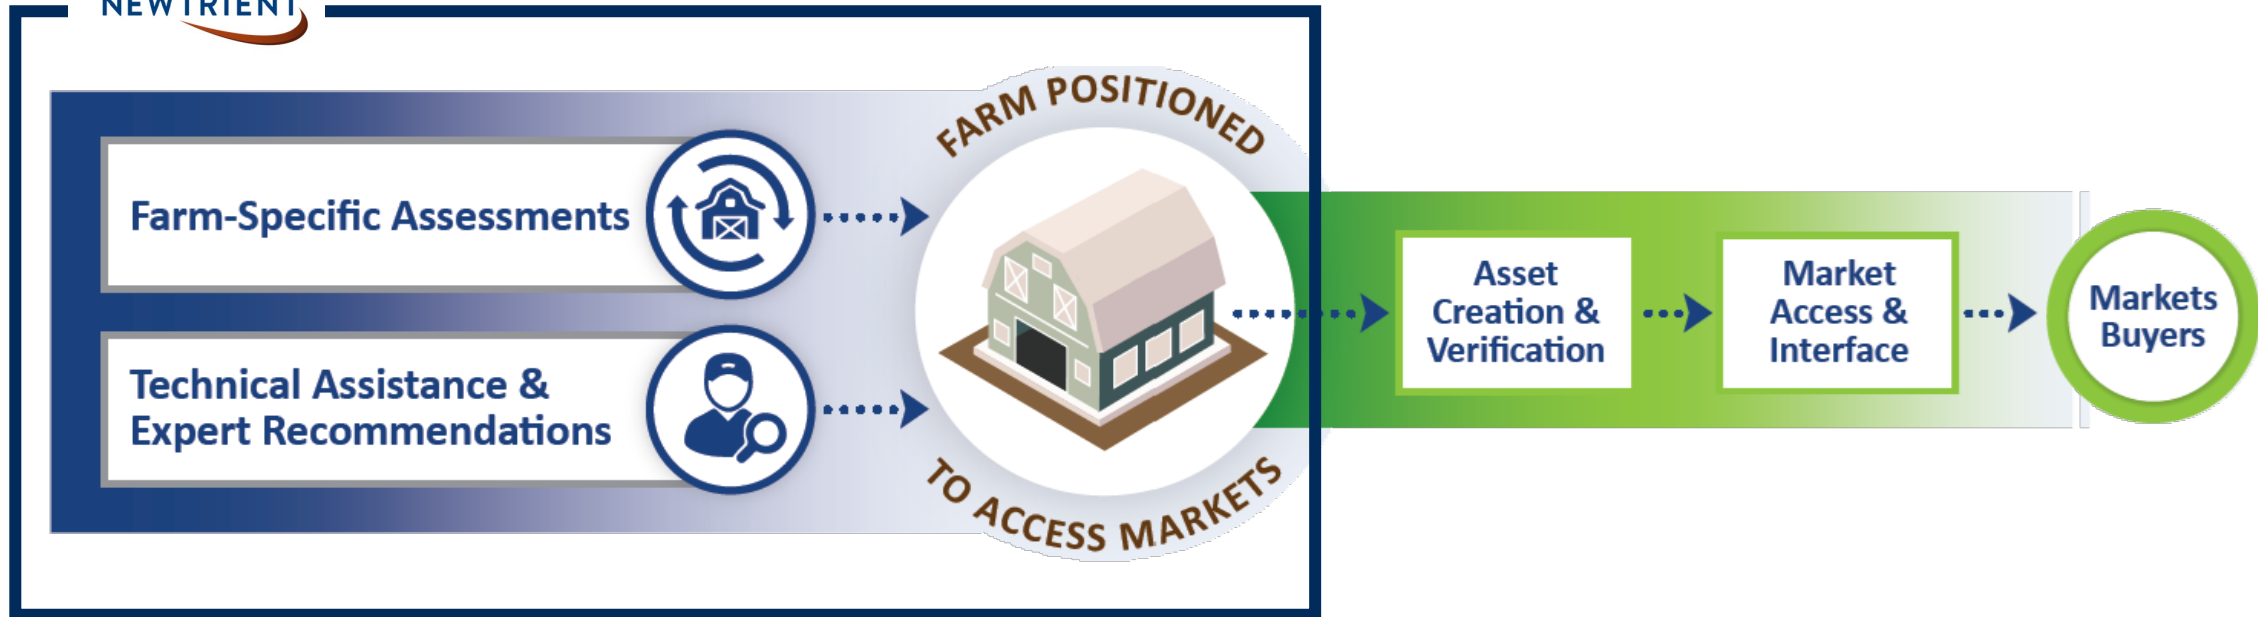 NEWTRIENT
FARM POSITIONED
TO ACCESS MARKETS
Farm-Specific Assessments
Technical Assistance &
Expert Recommendations
Asset
Creation &
Verification
Market
Access &
Interface
Markets
Buyers